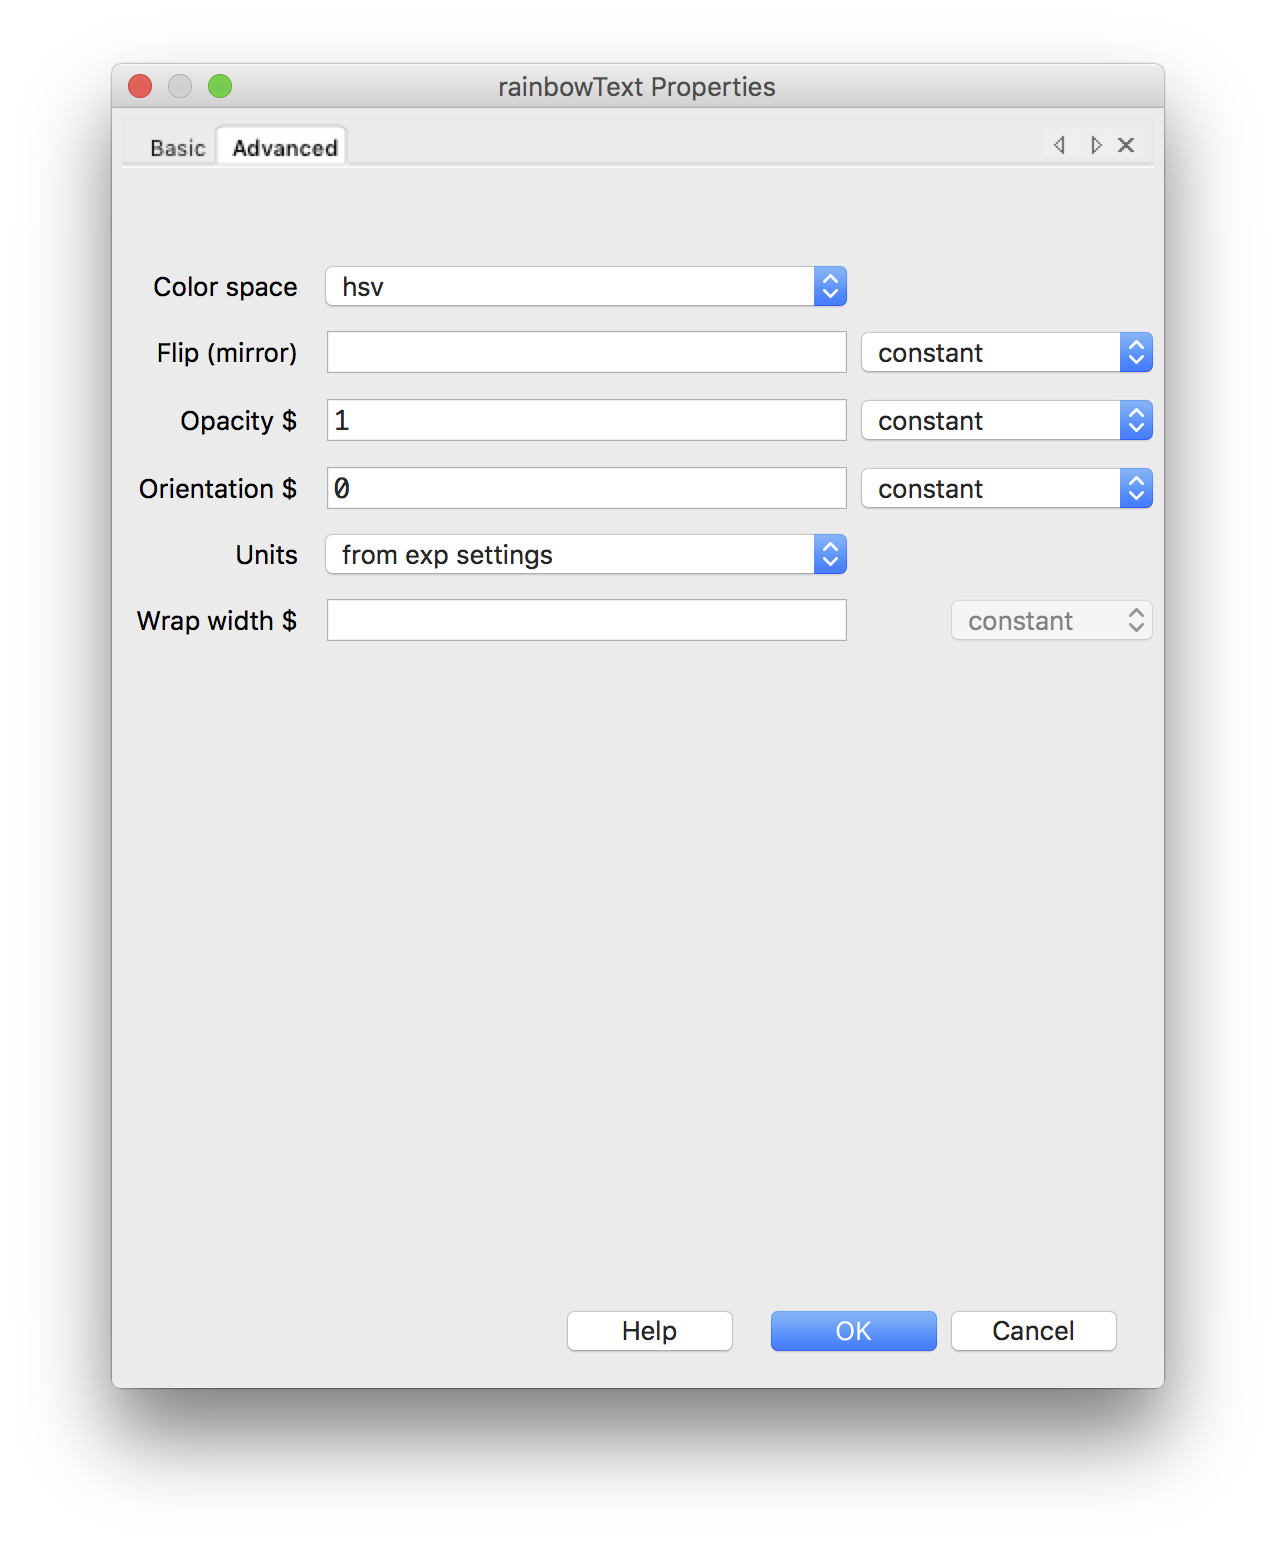 rainbowText Properties
Basic Advanced
Color space hsv
Flip (mirror) constant
Opacity $ 1 constant
Orientation $ 0 constant
Units from exp settings
Wrap width $ constant
Help OK Cancel